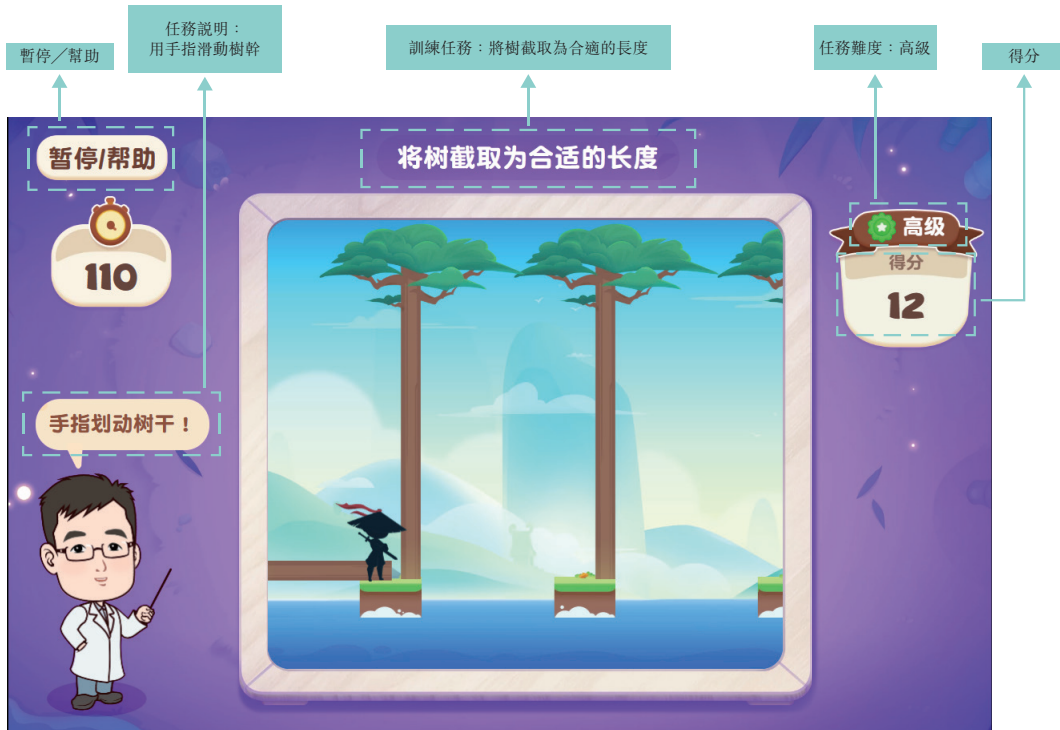 任務説明：
用手指滑動樹幹
暫停／幫助
訓練任務：將樹截取為合適的長度
任務難度：高級
得分
暂停/帮助
将树截取为合适的长度
高级
得分
110
12
手指划动树干！